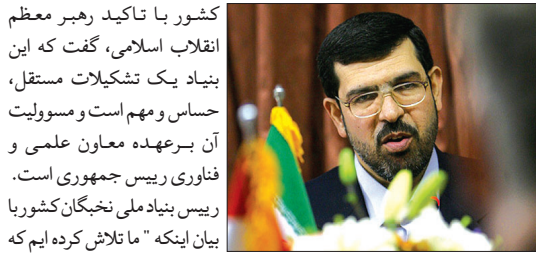 کشور با تاکید رهبر معظم
انقلاب اسلامی، گفت که این
بنیاد یک تشکیلات مستقل،
حساس و مهم است و مسوولیت
آن برعهده معاون علمی و
فناوری رییس جمهوری است.
رییس بنیاد ملی نخبگان کشور با
بیان اینکه " ما تلاش کرده ایم که